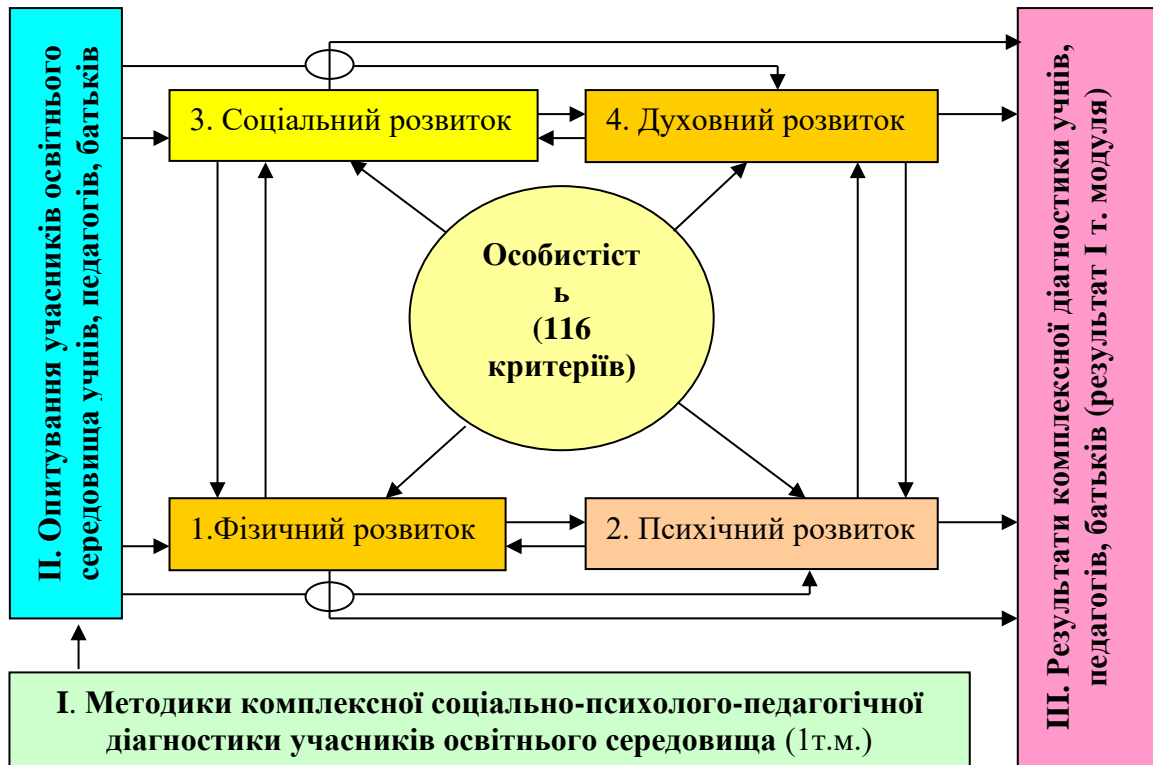 ІІ. Опитування учасників освітнього
середовища учнів, педагогів, батьків
3. Соціальний розвиток
4. Духовний розвиток
Особистіст
ь
(116
критеріїв)
1.Фізичний розвиток
2. Психічний розвиток
ІІІ. Результати комплексної діагностики учнів,
педагогів, батьків (результат І т. модуля)
І. Методики комплексної соціально-психолого-педагогічної
діагностики учасників освітнього середовища (1т.м.)